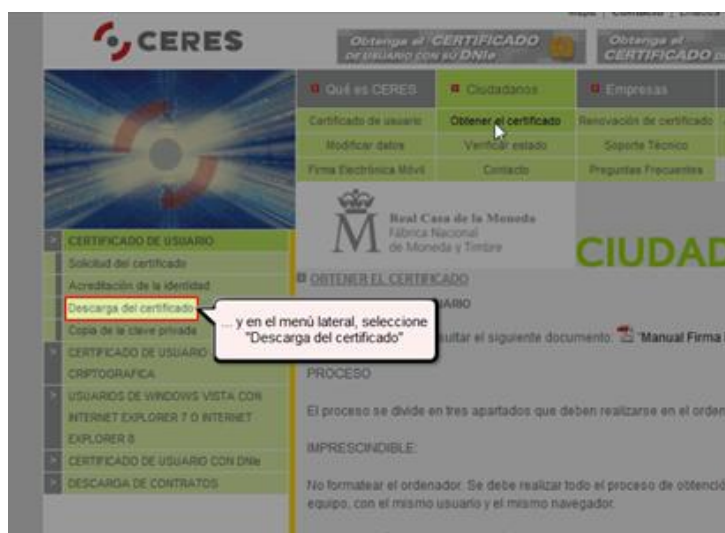 Mapa | Contacto | Enlaces
CERES
Obtenga el CERTIFICADO
DE USUARIO CON SU DNIe
Obtenga el
CERTIFICADO
Qué es CERES
Ciudadanos
Empresas
Certificado de usuario
Obtener el certificado
Renovación de certificado
Modificar datos
Verificar estado
Soporte Técnico
Firma Electrónica Móvil
Contacto
Preguntas Frecuentes
Real Casa de la Moneda
Fábrica Nacional
de Moneda y Timbre
CIUDAD
CERTIFICADO DE USUARIO
Solicitud del certificado
Acreditación de la identidad
Descarga del certificado
Copia de la clave privada
CERTIFICADO DE USUARIO
CRIPTOGRAFICA
USUARIOS DE WINDOWS VISTA CON
INTERNET EXPLORER 7 O INTERNET
EXPLORER 8
CERTIFICADO DE USUARIO CON DNIe
DESCARGA DE CONTRATOS
OBTENER EL CERTIFICADO
... y en el menú lateral, seleccione
"Descarga del certificado"
siguiente documento: "Manual Firma
PROCESO
El proceso se divide en tres apartados que deben realizarse en el orden
IMPRESCINDIBLE:
No formatear el ordenador. Se debe realizar todo el proceso de obtenció
equipo, con el mismo usuario y el mismo navegador.